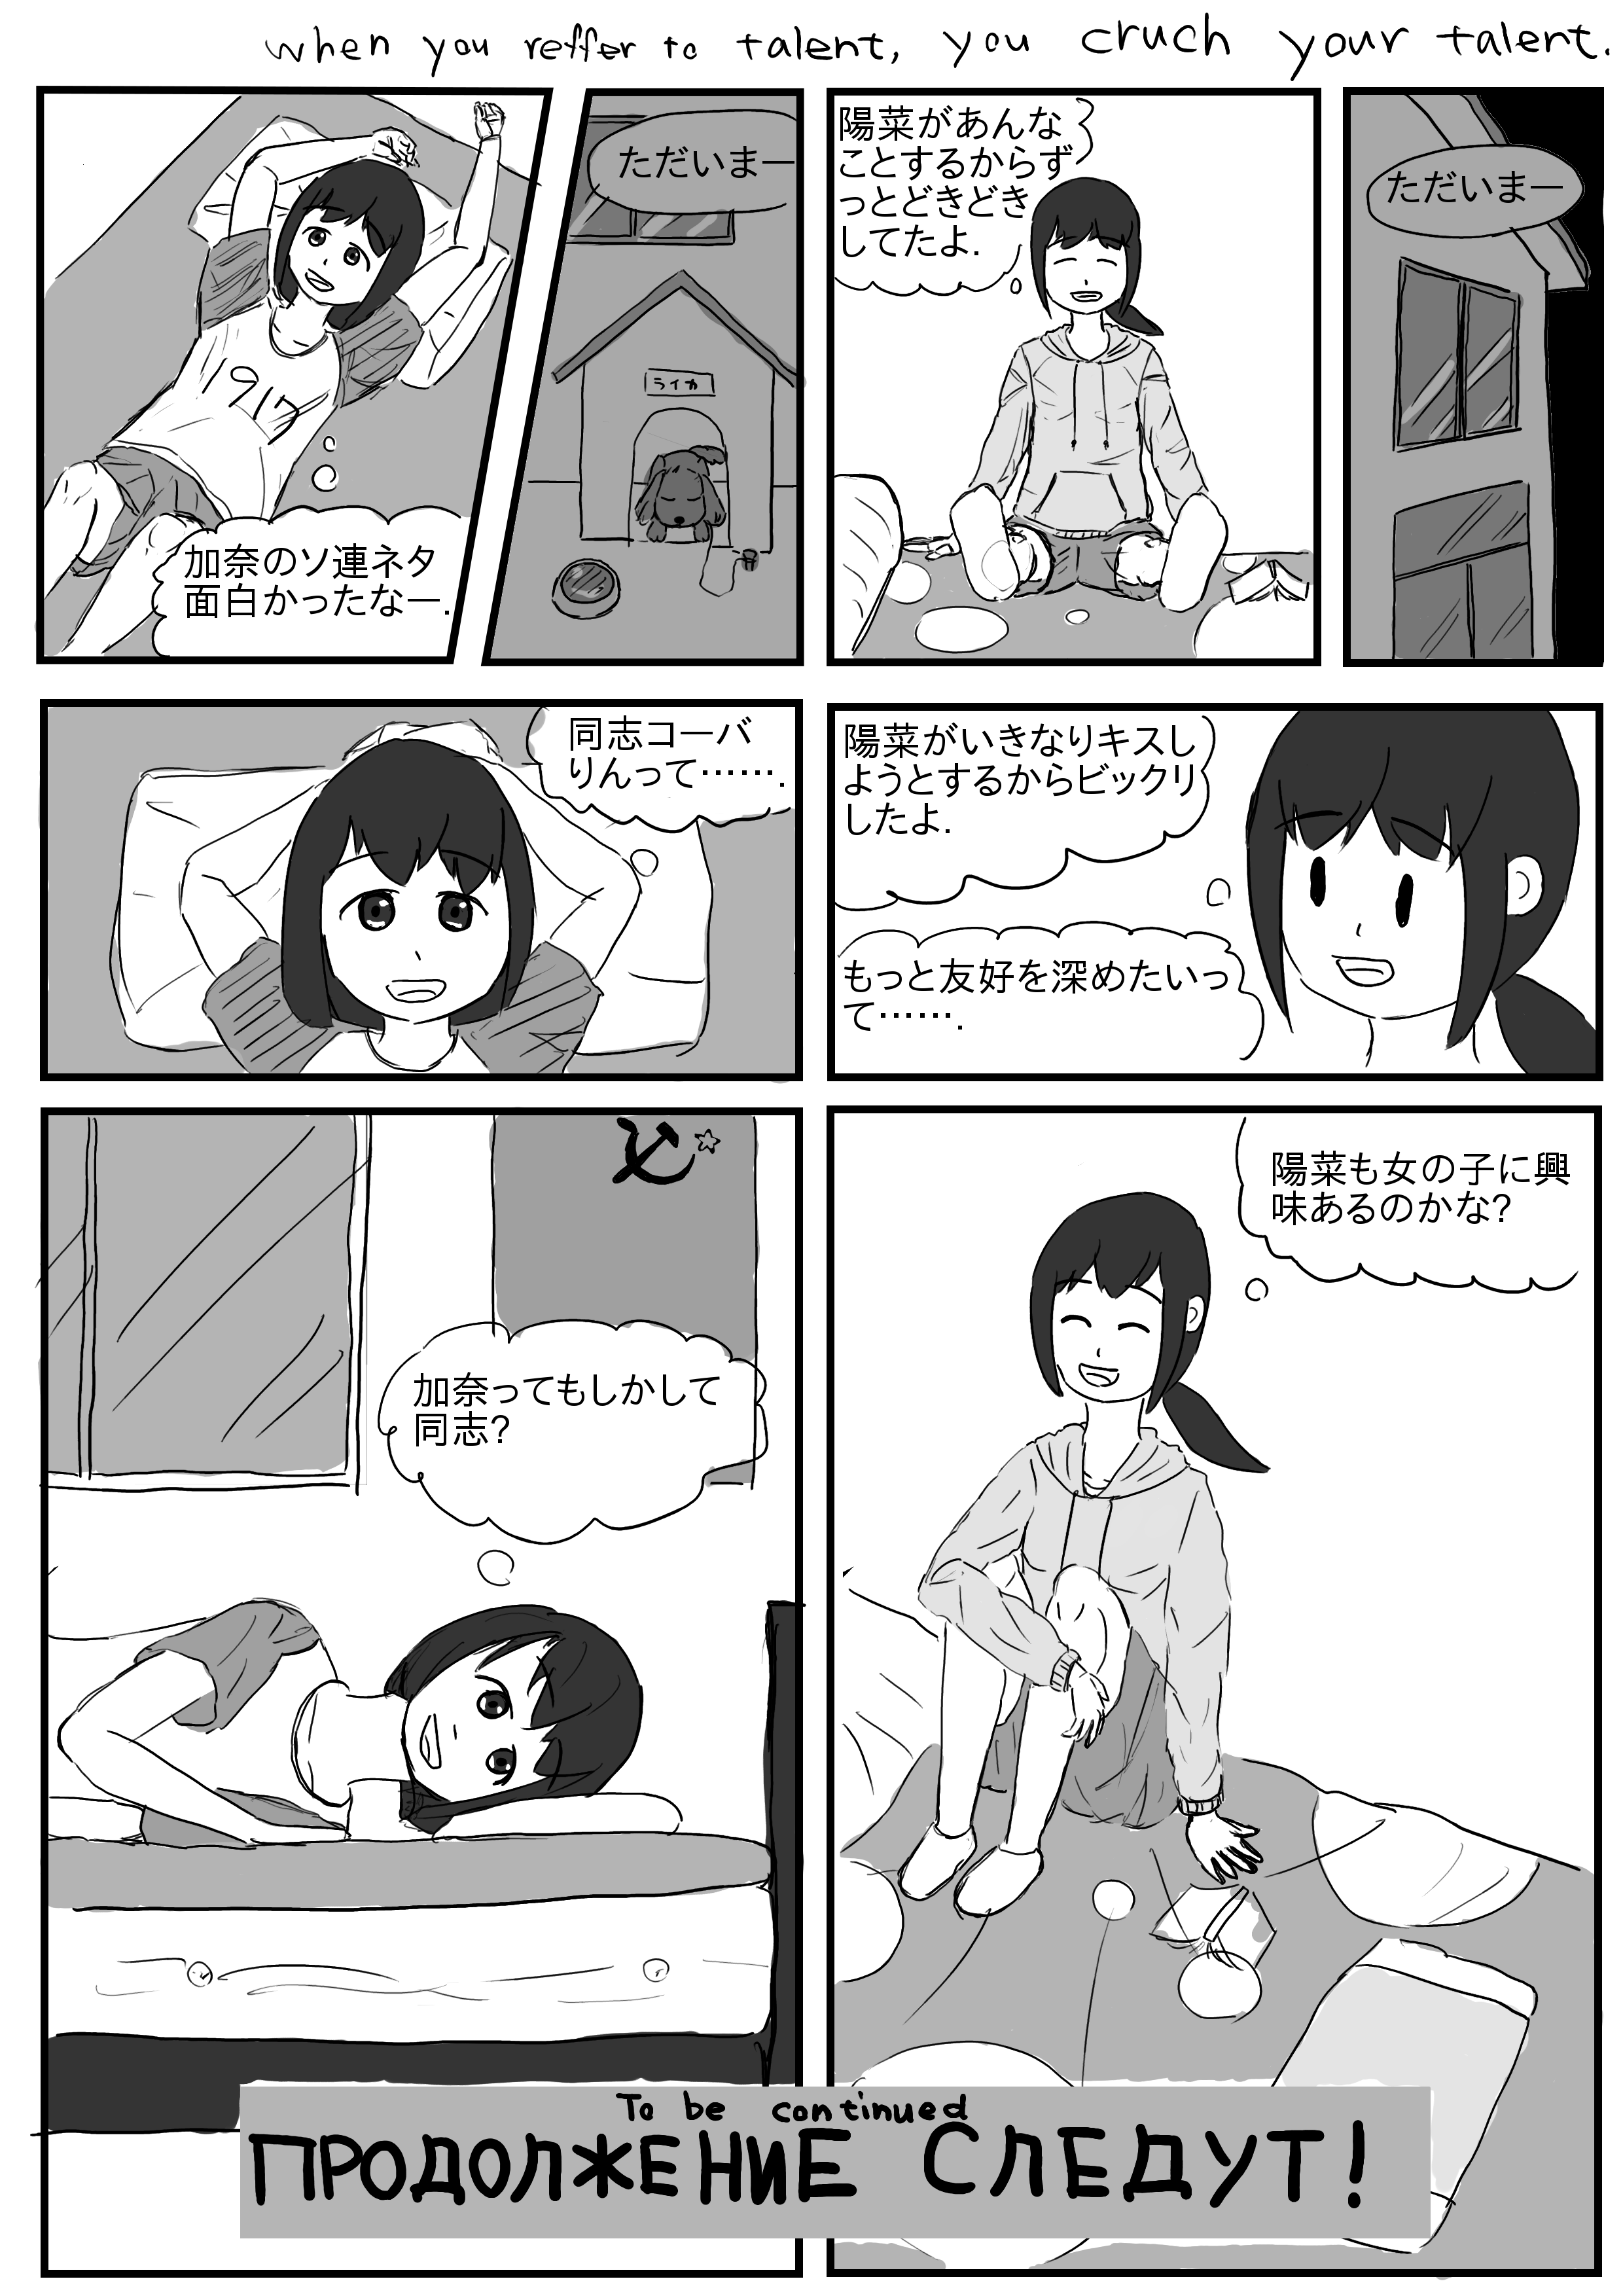 when you reffer to talent, you cruch your talent.
ただいまー
陽菜があんな
ことするからず
っとどきどき
してたよ.
ただいまー
ライカ
1917
加奈のソ連ネタ
面白かったなー.
陽菜がいきなりキスし
ようとするからビックリ
したよ.
もっと友好を深めたいっ
て…….
同志コーバ
りんって…….
陽菜も女の子に興
味あるのかな?
加奈ってもしかして
同志?
To be continued
ПРОДОЛЖЕНИЕ СЛЕДУТ!